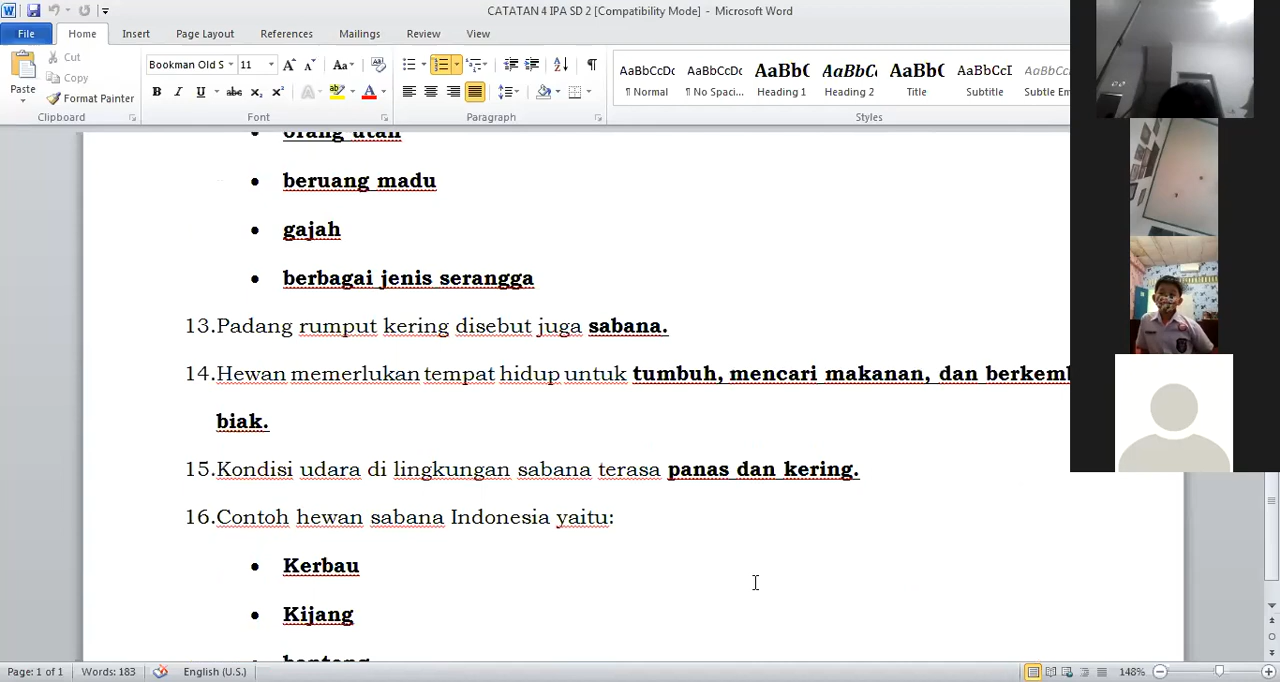 CATATAN 4 IPA SD 2 [Compatibility Mode] - Microsoft Word
File Home Insert Page Layout References Mailings Review View
Cut
Copy
Format Painter
Paste
Clipboard
Bookman Old S 11
Font
Paragraph
AaBbCcDc AaBbCcDc AaBbC AaBbC AaBbC AaBbCcD AaBbCcD
¶ Normal ¶ No Spaci... Heading 1 Heading 2 Title Subtitle Subtle Em
Styles
orang utan
• beruang madu
• gajah
• berbagai jenis serangga
13.Padang rumput kering disebut juga sabana.
14.Hewan memerlukan tempat hidup untuk tumbuh, mencari makanan, dan berkemb
biak.
15.Kondisi udara di lingkungan sabana terasa panas dan kering.
16.Contoh hewan sabana Indonesia yaitu:
• Kerbau
• Kijang
Page: 1 of 1 Words: 183 English (U.S.) 148%